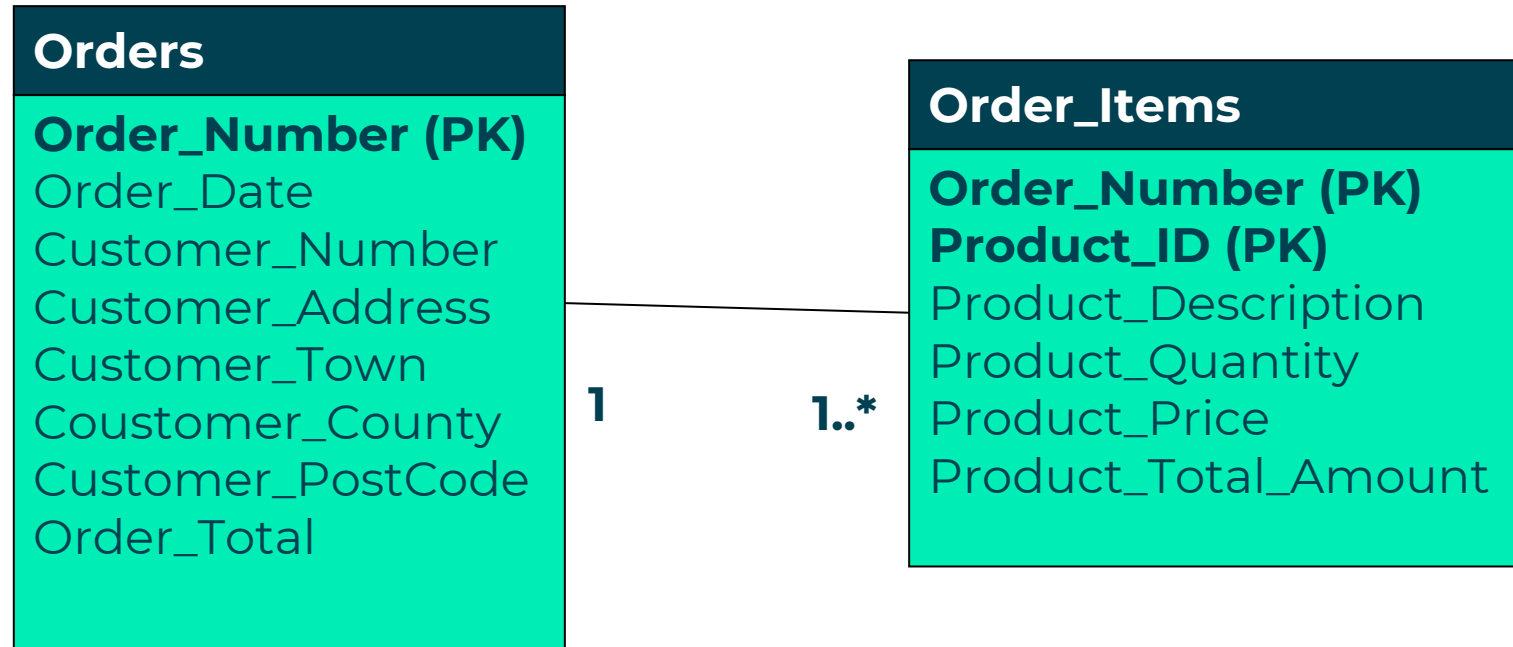 Orders
Order_Number (PK)
Order_Date
Customer_Number
Customer_Address
Customer_Town
Coustomer_County
Customer_PostCode
Order_Total
1
1..*
Order_Items
Order_Number (PK)
Product_ID (PK)
Product_Description
Product_Quantity
Product_Price
Product_Total_Amount